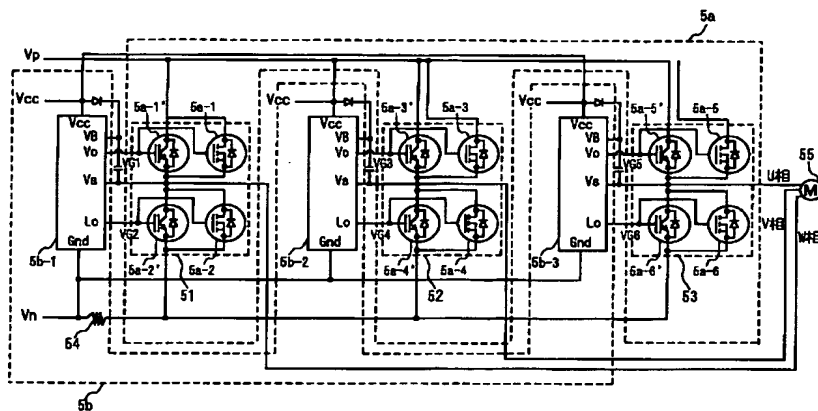 5a
Vp
Vcc
Vcc
Vcc
5a-1'
5a-1
5a-3'
5a-3
5a-5'
5a-5
Vcc
VB
Vo
VG1
Vs
Lo
VG2
Gnd
Vcc
VB
Vo
VG3
Vs
Lo
VG4
Gnd
Vcc
VB
Vo
VG5
Vs
Lo
VG6
Gnd
U相
55
M
V相
W相
5b-1
5a-2'
5a-2
51
5b-2
5a-4'
5a-4
52
5b-3
5a-6'
5a-6
53
Vn
54
5b